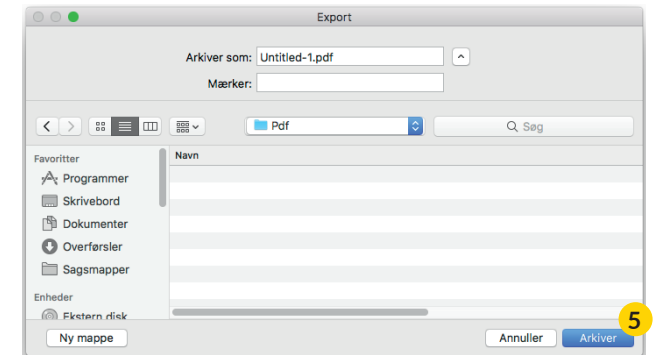 Export
Arkiver som: Untitled-1.pdf
Mærker:
Pdf
Søg
Favoritter
Navn
Programmer
Skrivebord
Dokumenter
Overførsler
Sagsmapper
Enheder
Ekstern disk
5
Ny mappe
Annuller
Arkiver